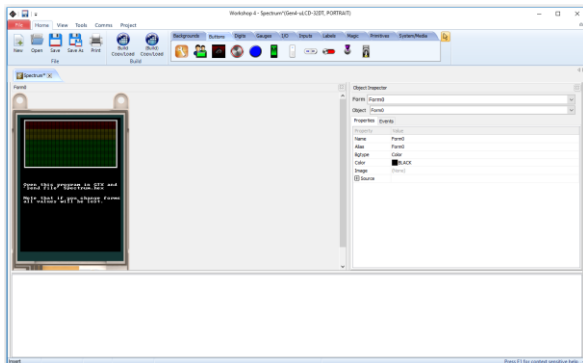 Workshop 4 - Spectrum*(Gen4-uLCD-32DT, PORTRAIT)
File Home View Tools Comms Project
New Open Save Save As Print
(Build) Copy/Load
(Build) Copy/Load
File
Build
Backgrounds Buttons Digits Gauges I/O Inputs Labels Magic Primitives System/Media
Spectrum* x
Form0
Open this program in GTX and
"Send File" Spectrum.hex
Note that if you change Forms
all values will be lost.
Object Inspector
Form Form0
Object Form0
Properties Events
Property Value
Name Form0
Alias Form0
Bgtype Color
Color BLACK
Image (None)
Source
Insert
Press F1 for context sensitive help